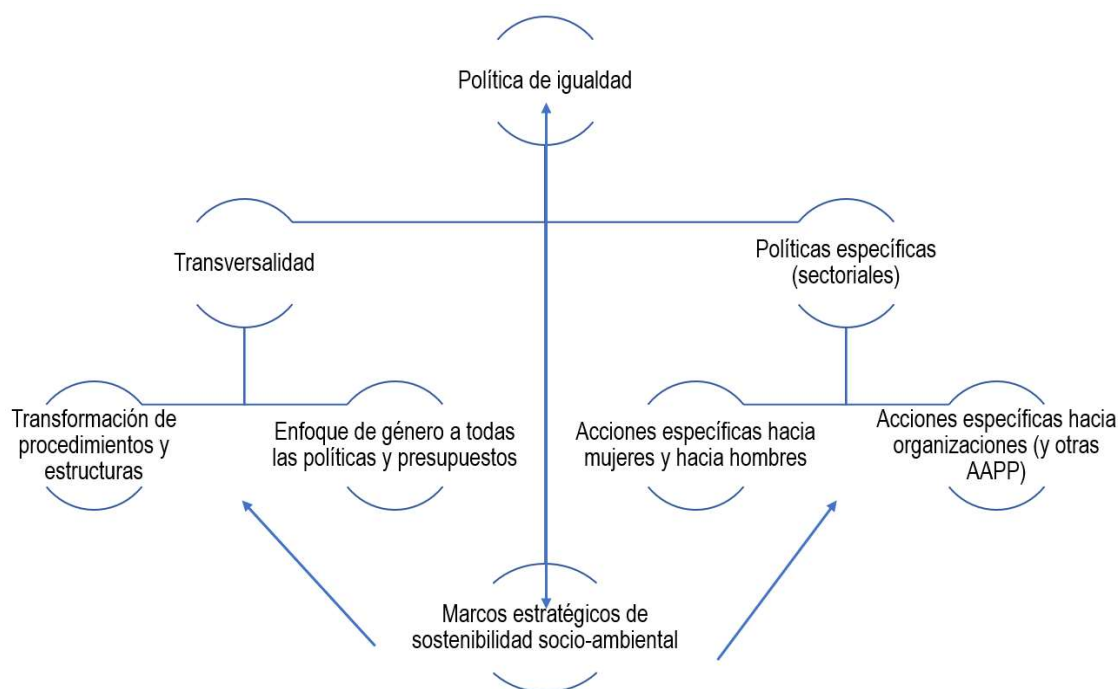 Política de igualdad
Transversalidad
Políticas específicas
(sectoriales)
Transformación de
procedimientos y
estructuras
Enfoque de género a todas
las políticas y presupuestos
Acciones específicas hacia
mujeres y hacia hombres
Acciones específicas hacia
organizaciones (y otras
AAPP)
Marcos estratégicos de
sostenibilidad socio-ambiental